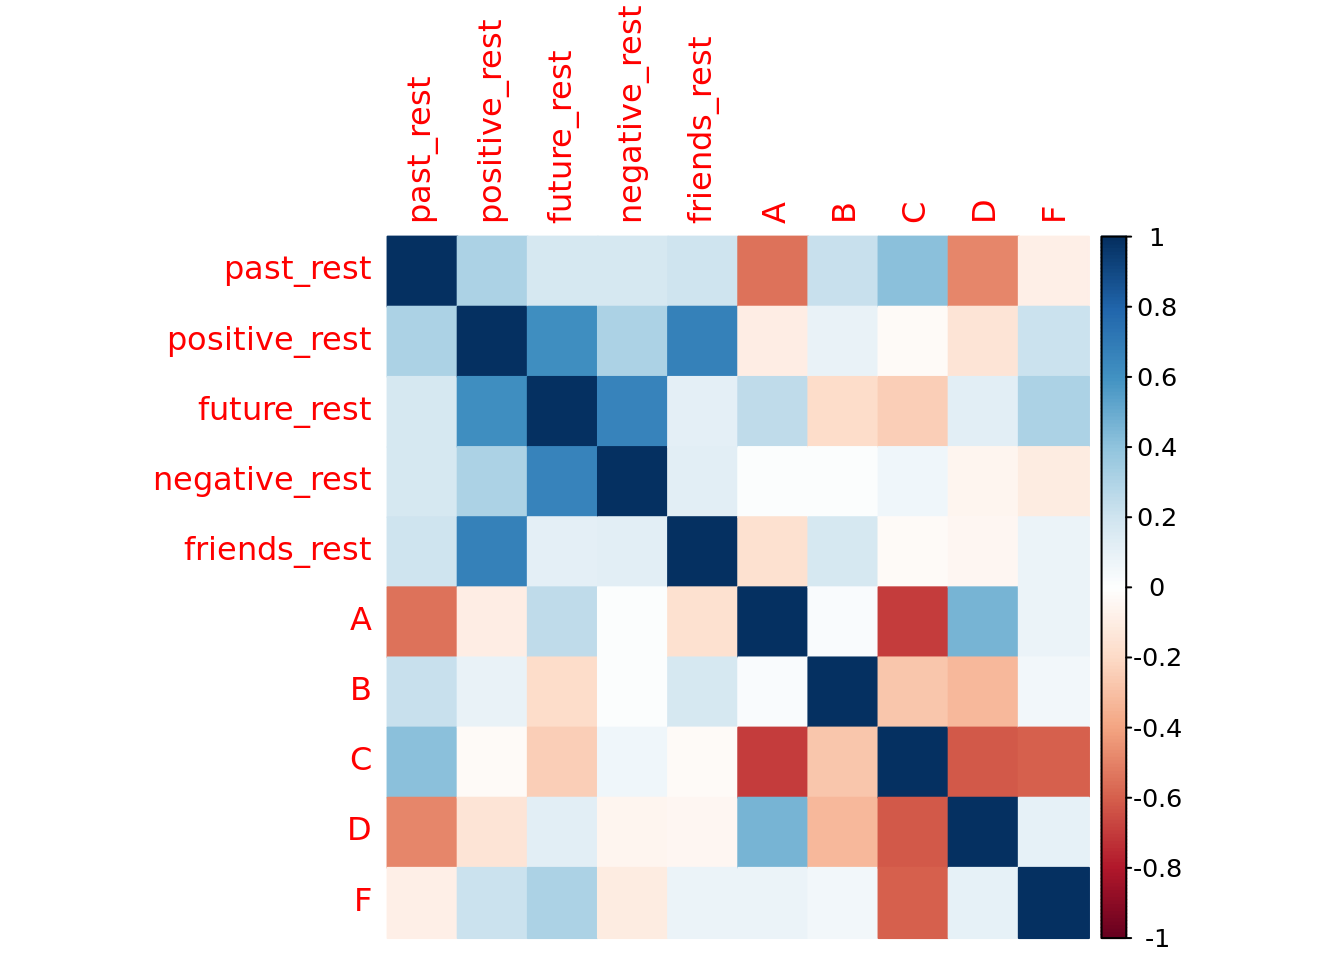 past_rest
positive_rest
future_rest
negative_rest
friends_rest
A
B
C
D
F
past_rest
positive_rest
future_rest
negative_rest
friends_rest
A
B
C
D
F
1
0.8
0.6
0.4
0.2
0
-0.2
-0.4
-0.6
-0.8
-1